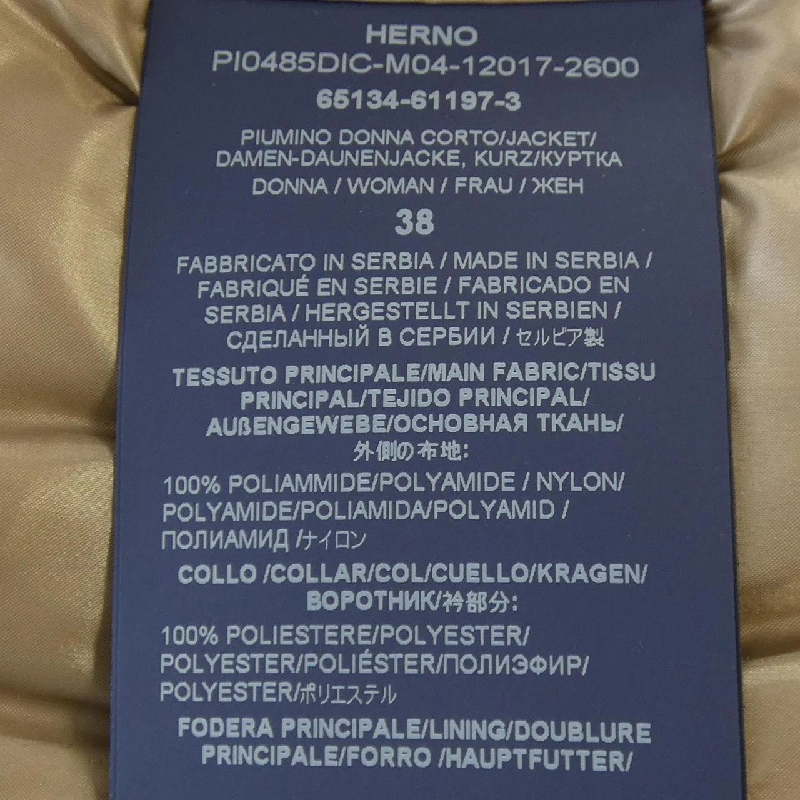 HERNO
PI0485DIC-M04-12017-2600
65134-61197-3
PIUMINO DONNA CORTO/JACKET/
DAMEN-DAUNENJACKE, KURZ/КУРТКА
DONNA / WOMAN / FRAU / ЖЕН
38
FABBRICATO IN SERBIA / MADE IN SERBIA /
FABRIQUÉ EN SERBIE / FABRICADO EN
SERBIA / HERGESTELLT IN SERBIEN /
СДЕЛАННЫЙ В СЕРБИИ / セルビア製
TESSUTO PRINCIPALE/MAIN FABRIC/TISSU
PRINCIPAL/TEJIDO PRINCIPAL/
AUßENGEWEBE/ОСНОВНАЯ ТКАНЬ/
外側の布地:
100% POLIAMMIDE/POLYAMIDE / NYLON/
POLYAMIDE/POLIAMIDA/POLYAMID /
ПОЛИАМИД /ナイロン
COLLO /COLLAR/COL/CUELLO/KRAGEN/
ВОРОТНИК/衿部分:
100% POLIESTERE/POLYESTER/
POLYESTER/POLIÉSTER/ПОЛИЭФИР/
POLYESTER/ポリエステル
FODERA PRINCIPALE/LINING/DOUBLURE
PRINCIPALE/FORRO /HAUPTFUTTER/